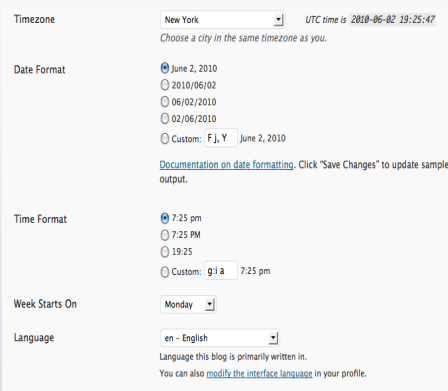 Timezone New York UTC time is 2010-06-02 19:25:47
Choose a city in the same timezone as you.
Date Format June 2, 2010
2010/06/02
06/02/2010
02/06/2010
Custom: F j, Y June 2, 2010
Documentation on date formatting. Click "Save Changes" to update sample
output.
Time Format 7:25 pm
7:25 PM
19:25
Custom: g:i a 7:25 pm
Week Starts On Monday
Language en - English
Language this blog is primarily written in.
You can also modify the interface language in your profile.